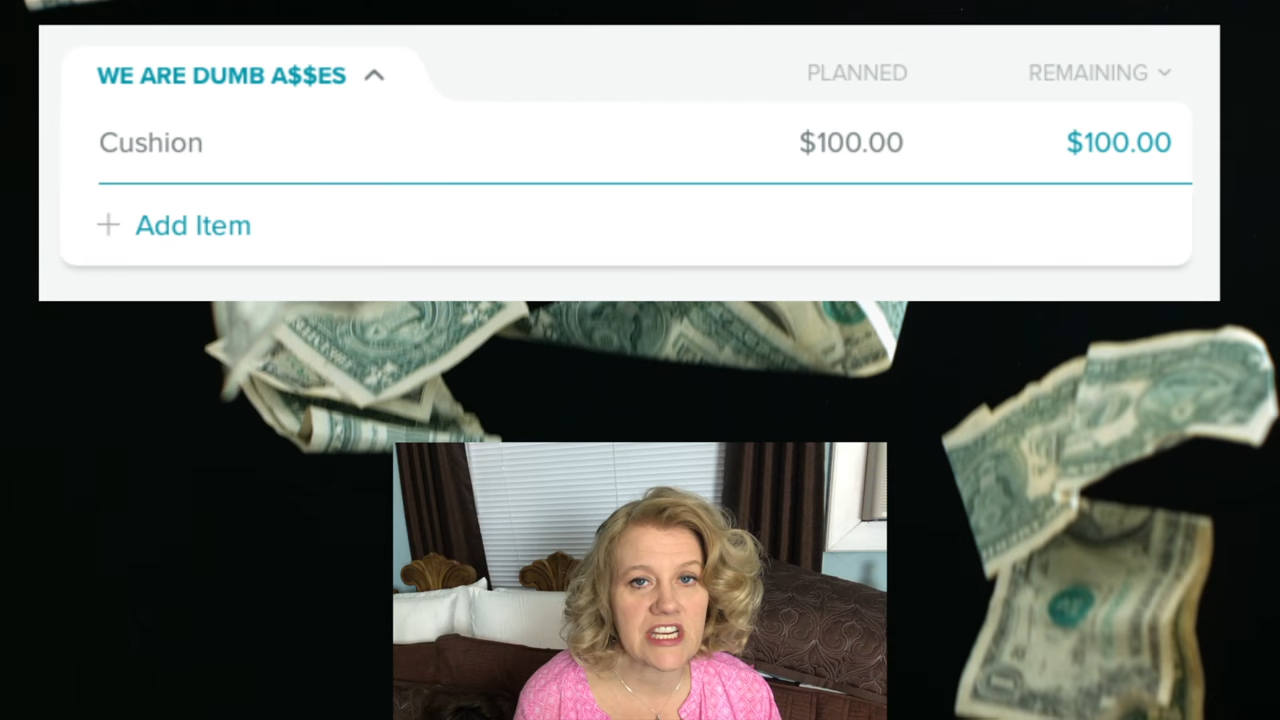 WE ARE DUMB A$$ES PLANNED REMAINING
Cushion $100.00 $100.00
+ Add Item